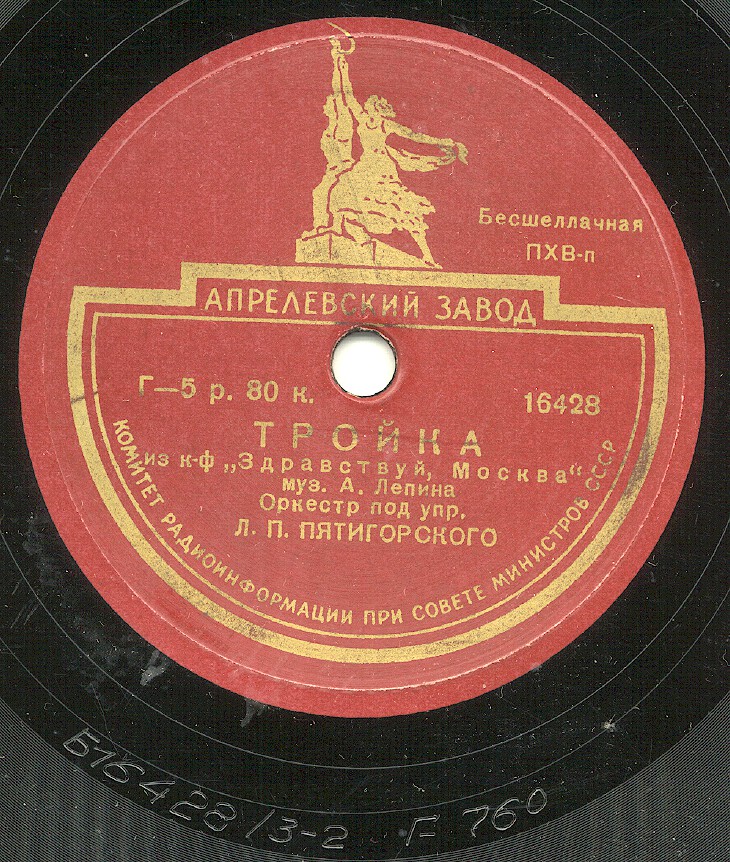 Бесшеллачная
ПХВ-п
АПРЕЛЕВСКИЙ ЗАВОД
Г—5 р. 80 к.
16428
ТРОЙКА
из к-ф „Здравствуй, Москва“
муз. А. Лепина
Оркестр под упр.
Л. П. ПЯТИГОРСКОГО
КОМИТЕТ РАДИОИНФОРМАЦИИ ПРИ СОВЕТЕ МИНИСТРОВ СССР
Б16428/3-2 Г 760